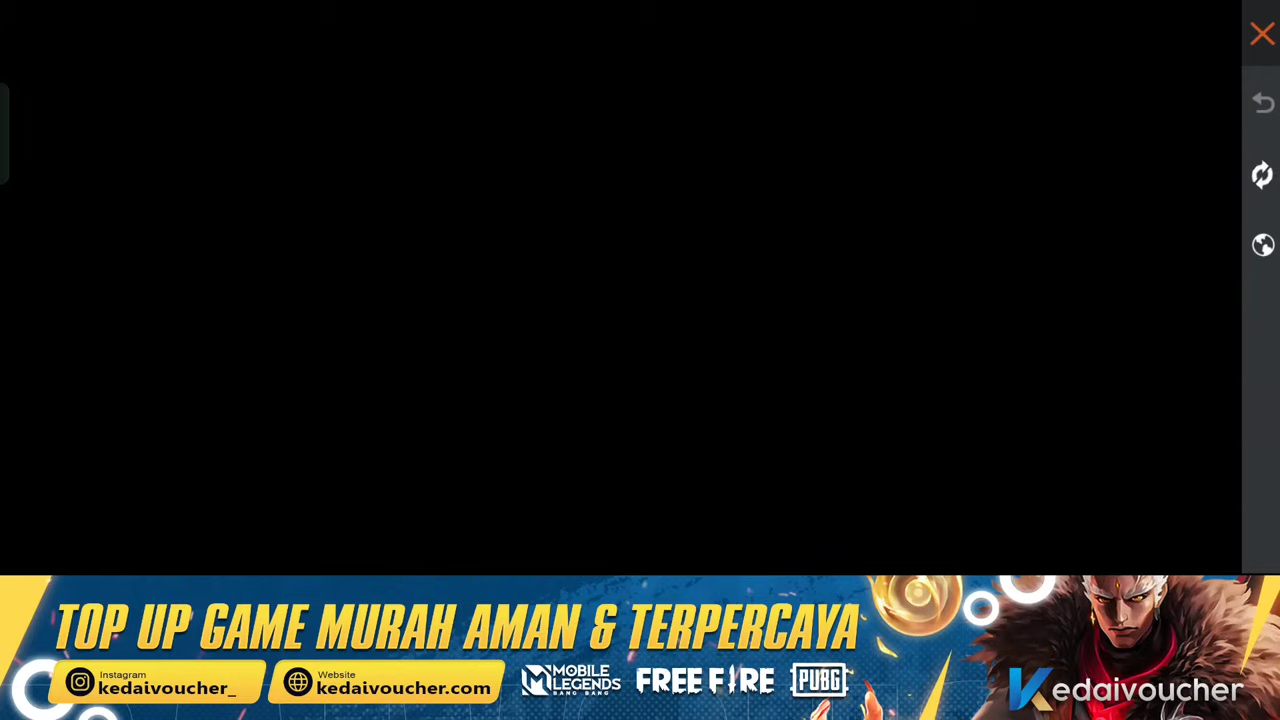 TOP UP GAME MURAH AMAN & TERPERCAYA
Instagram
kedaivoucher_
Website
kedaivoucher.com
MOBILE
LEGENDS
BANG BANG
FREE FIRE
PUBG
Kedaivoucher